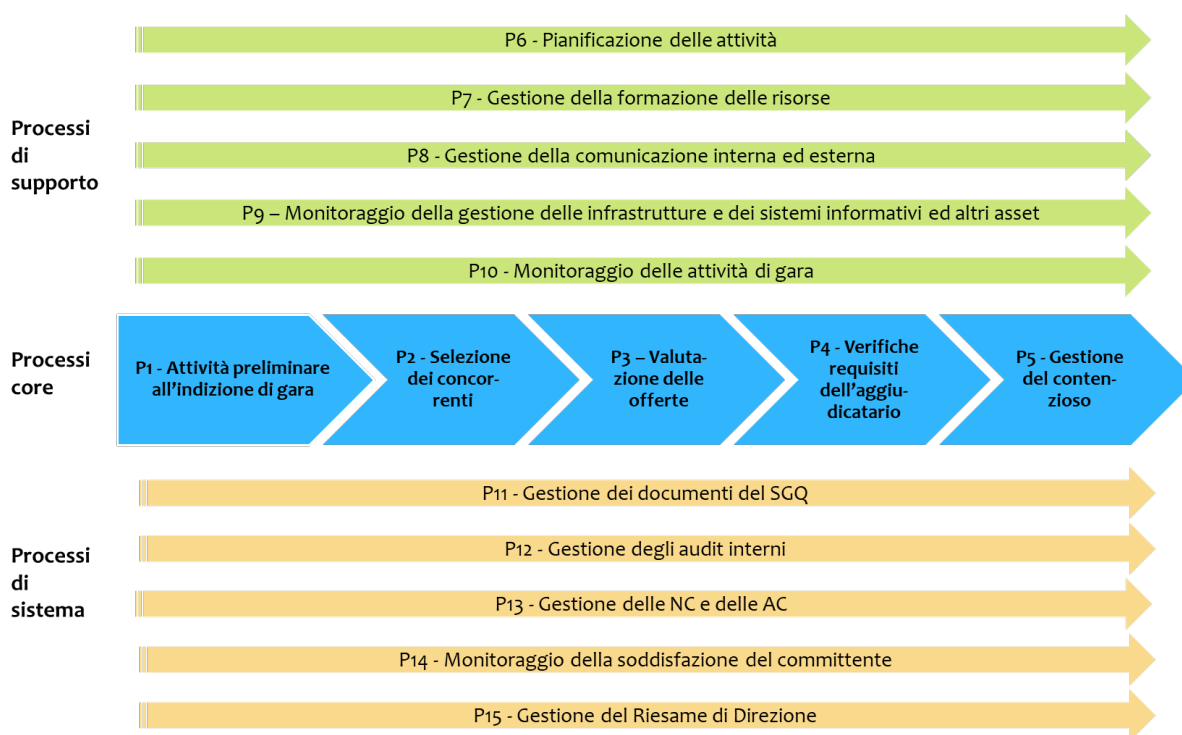 P6 - Pianificazione delle attività
P7 - Gestione della formazione delle risorse
Processi
di
supporto
P8 - Gestione della comunicazione interna ed esterna
P9 – Monitoraggio della gestione delle infrastrutture e dei sistemi informativi ed altri asset
P10 - Monitoraggio delle attività di gara
Processi
core
P1 - Attività preliminare
all'indizione di gara
P2 - Selezione
dei concor-
renti
P3 – Valuta-
zione delle
offerte
P4 - Verifiche
requisiti
dell'aggiu-
dicatario
P5 - Gestione
del conten-
zioso
P11 - Gestione dei documenti del SGQ
P12 - Gestione degli audit interni
Processi
di
sistema
P13 - Gestione delle NC e delle AC
P14 - Monitoraggio della soddisfazione del committente
P15 - Gestione del Riesame di Direzione